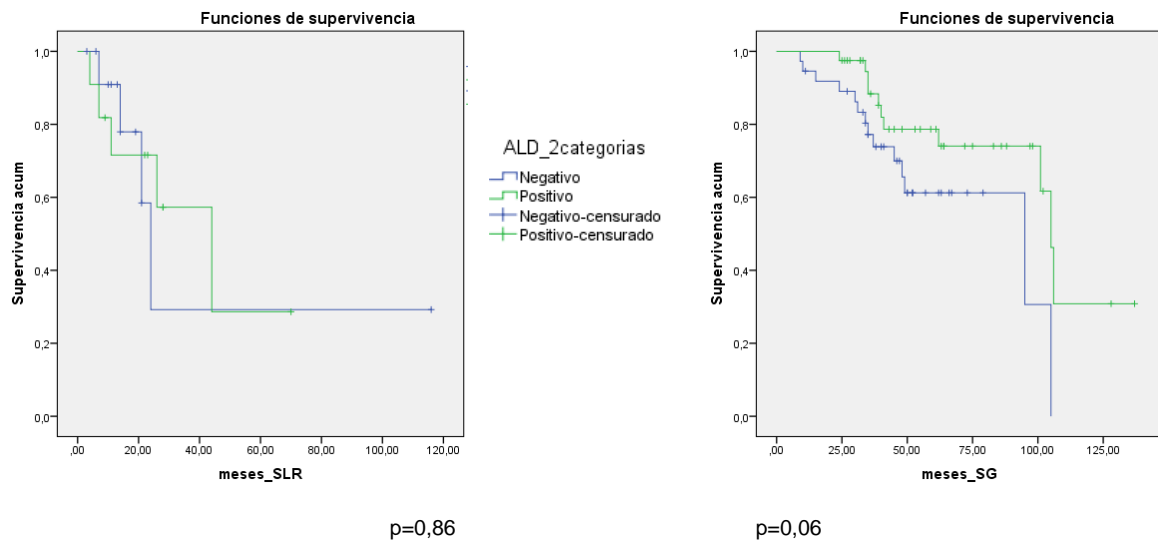 Funciones de supervivencia
1,0
0,8
0,6
0,4
0,2
0,0
Supervivencia acum
,00 20,00 40,00 60,00 80,00 100,00 120,00
meses_SLR
ALD_2categorias
Negativo
Positivo
Negativo-censurado
Positivo-censurado
Funciones de supervivencia
1,0
0,8
0,6
0,4
0,2
0,0
Supervivencia acum
,00 25,00 50,00 75,00 100,00 125,00
meses_SG
p=0,86
p=0,06